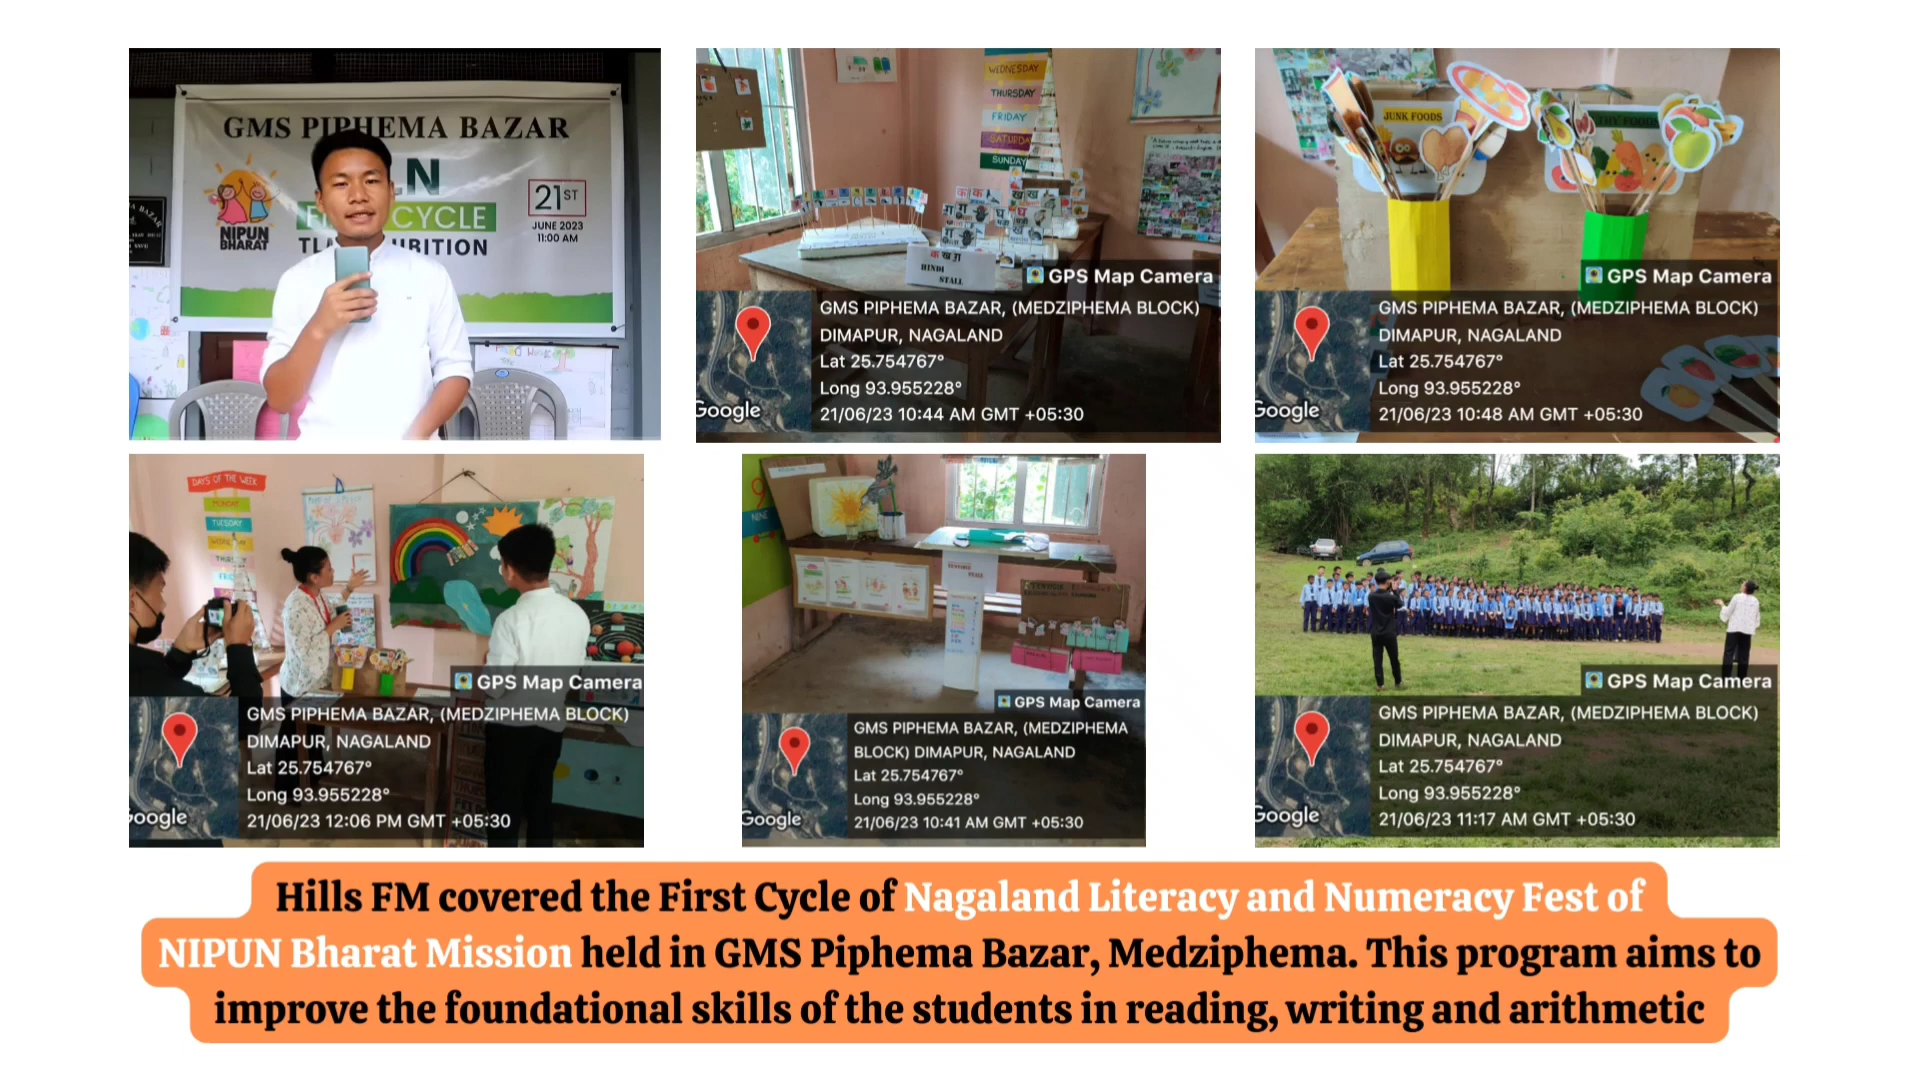 GMS PIPHEMA BAZAR
LN
CYCLE
NIPUN
BHARAT
21ST
JUNE 2023
11:00 AM
WEDNESDAY
THURSDAY
FRIDAY
SATURDAY
SUNDAY
क ख ग
HINDI
STALL
GPS Map Camera
GMS PIPHEMA BAZAR, (MEDZIPHEMA BLOCK)
DIMAPUR, NAGALAND
Lat 25.754767°
Long 93.955228°
21/06/23 10:44 AM GMT +05:30
Google
JUNK FOODS
GPS Map Camera
GMS PIPHEMA BAZAR, (MEDZIPHEMA BLOCK)
DIMAPUR, NAGALAND
Lat 25.754767°
Long 93.955228°
21/06/23 10:48 AM GMT +05:30
Google
DAYS OF THE WEEK
MONDAY
TUESDAY
GPS Map Camera
GMS PIPHEMA BAZAR, (MEDZIPHEMA BLOCK)
DIMAPUR, NAGALAND
Lat 25.754767°
Long 93.955228°
21/06/23 12:06 PM GMT +05:30
Google
NINE
GPS Map Camera
GMS PIPHEMA BAZAR, (MEDZIPHEMA
BLOCK) DIMAPUR, NAGALAND
Lat 25.754767°
Long 93.955228°
21/06/23 10:41 AM GMT +05:30
Google
GPS Map Camera
GMS PIPHEMA BAZAR, (MEDZIPHEMA BLOCK)
DIMAPUR, NAGALAND
Lat 25.754767°
Long 93.955228°
21/06/23 11:17 AM GMT +05:30
Google
Hills FM covered the First Cycle of Nagaland Literacy and Numeracy Fest of
NIPUN Bharat Mission held in GMS Piphema Bazar, Medziphema. This program aims to
improve the foundational skills of the students in reading, writing and arithmetic